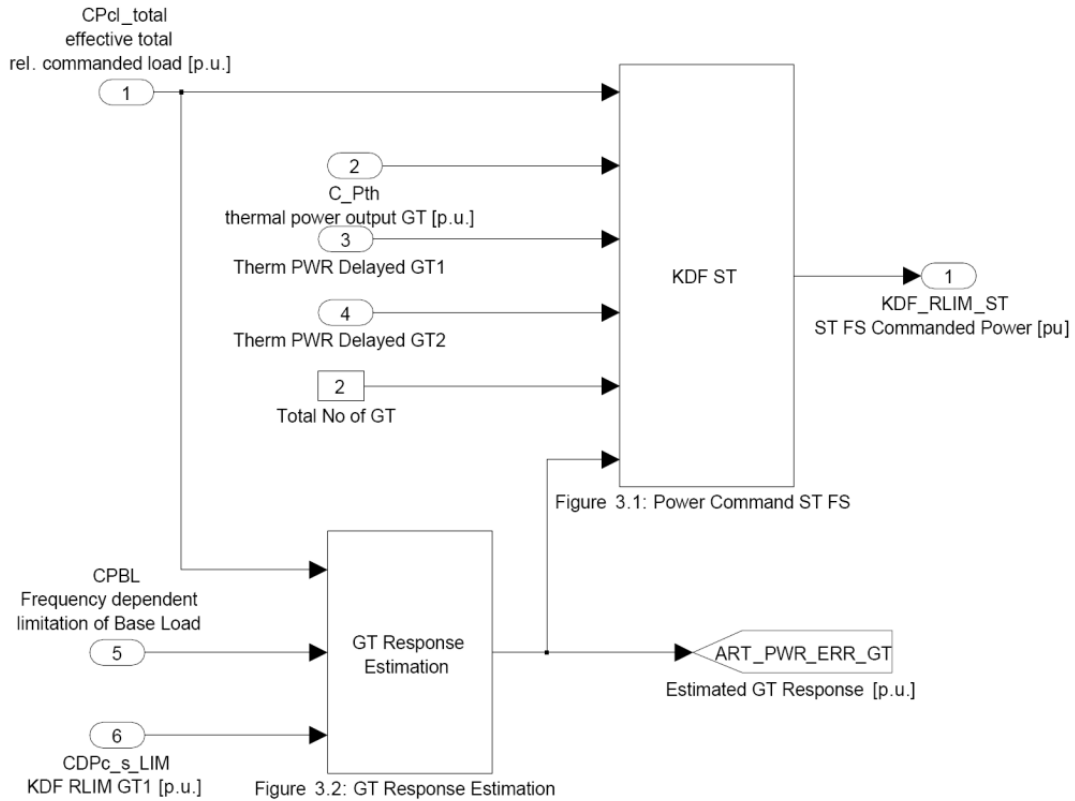 CPcl_total
effective total
rel. commanded load [p.u.]
1
2
C_Pth
thermal power output GT [p.u.]
3
Therm PWR Delayed GT1
4
Therm PWR Delayed GT2
2
Total No of GT
KDF ST
1
KDF_RLIM_ST
ST FS Commanded Power [pu]
Figure 3.1: Power Command ST FS
CPBL
Frequency dependent
limitation of Base Load
5
6
CDPc_s_LIM
KDF RLIM GT1 [p.u.]
GT Response
Estimation
Figure 3.2: GT Response Estimation
ART_PWR_ERR_GT
Estimated GT Response [p.u.]